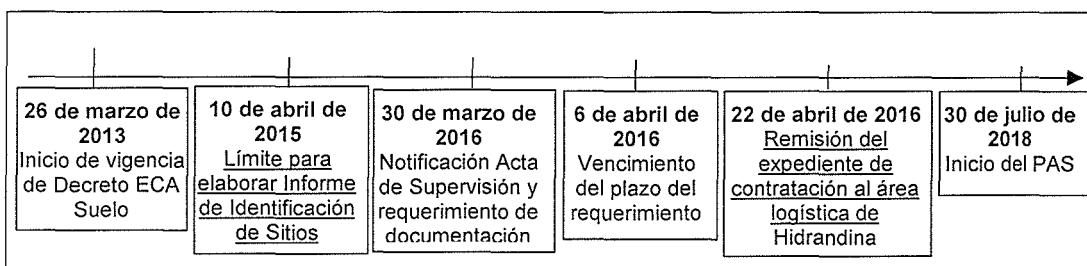 26 de marzo de
2013
Inicio de vigencia
de Decreto ECA
Suelo
10 de abril de
2015
Límite para
elaborar Informe
de Identificación
de Sitios
30 de marzo de
2016
Notificación Acta
de Supervisión y
requerimiento de
documentación
6 de abril de
2016
Vencimiento
del plazo del
requerimiento
22 de abril de 2016
Remisión del
expediente de
contratación al área
logística de
Hidrandina
30 de julio de
2018
Inicio del PAS